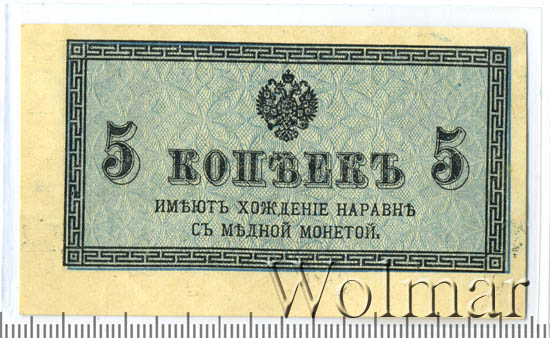 5 КОПѢЕКЪ 5
ИМѢЮТЪ ХОЖДЕНІЕ НАРАВНѢ
СЪ МѢДНОЙ МОНЕТОЙ.
Wolmar